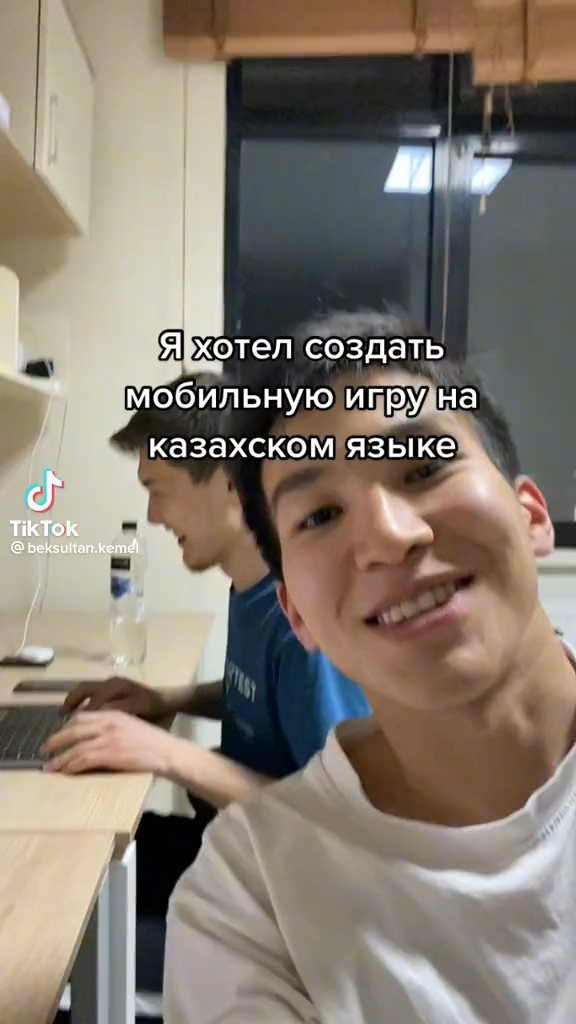 Я хотел создать
мобильную игру на
казахском языке
TikTok
@beksultan.kemel